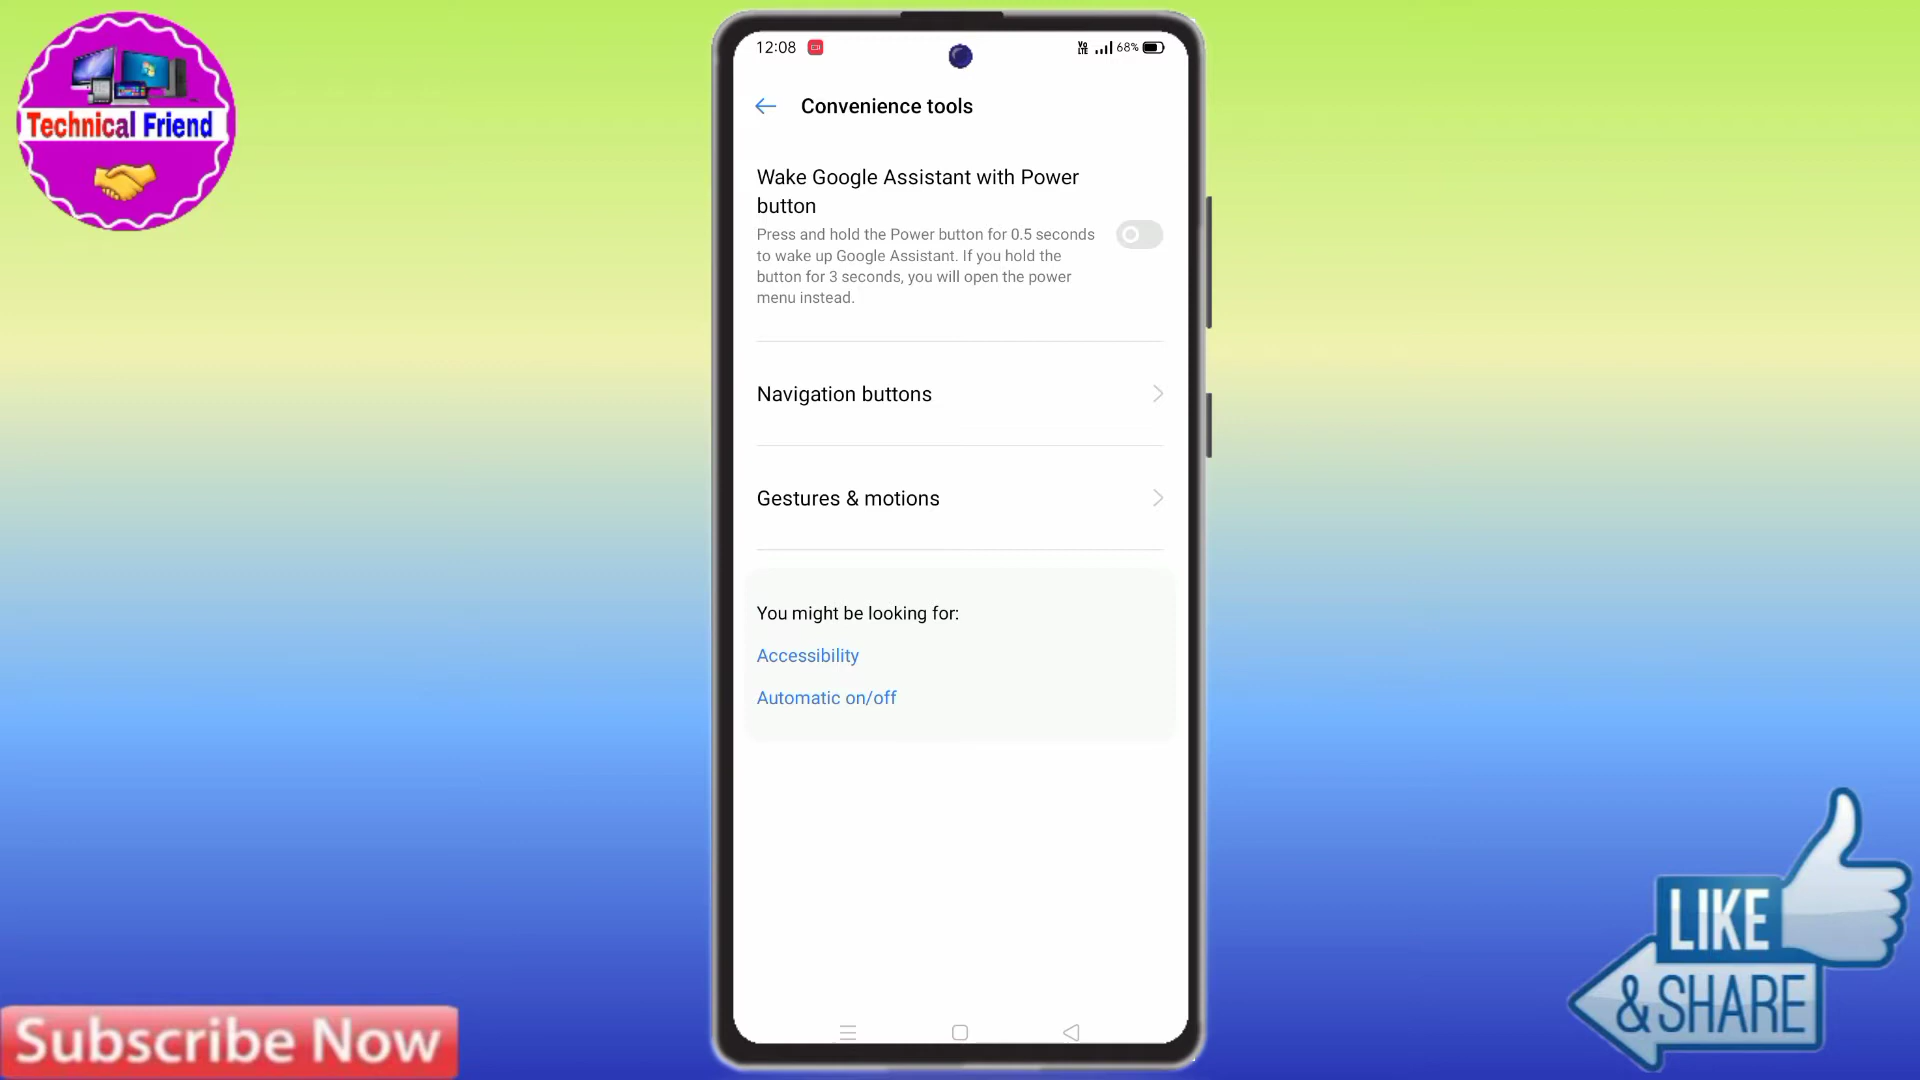 Technical Friend
12:08
VO
LTE
68%
Convenience tools
Wake Google Assistant with Power
button
Press and hold the Power button for 0.5 seconds
to wake up Google Assistant. If you hold the
button for 3 seconds, you will open the power
menu instead.
Navigation buttons
Gestures & motions
You might be looking for:
Accessibility
Automatic on/off
LIKE
& SHARE
Subscribe Now